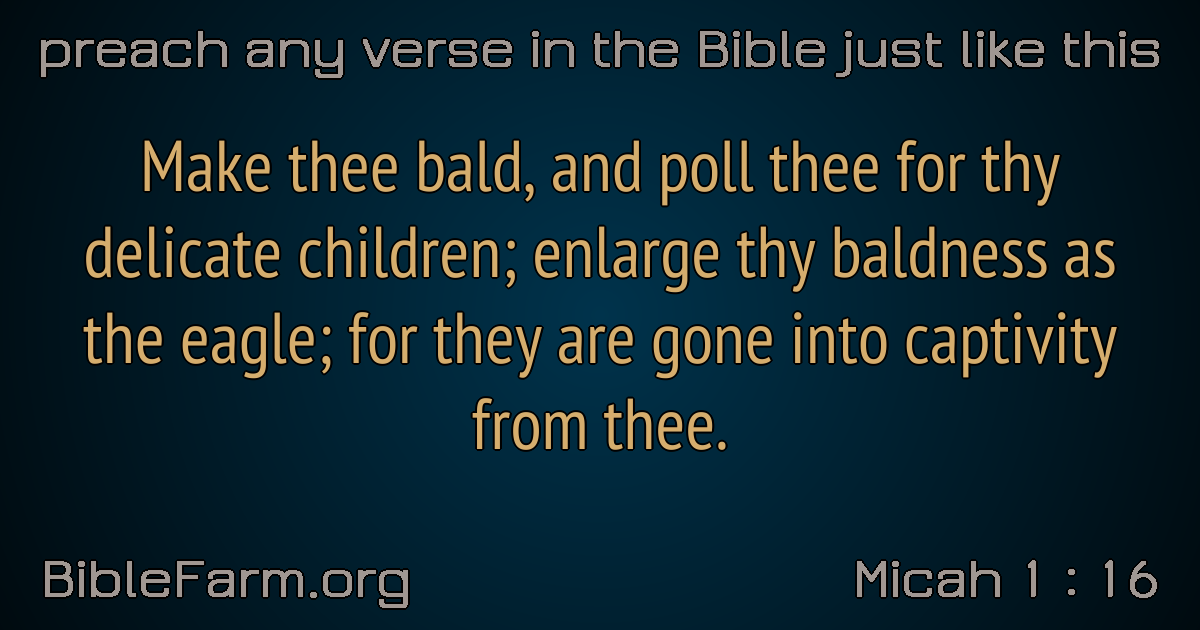 preach any verse in the Bible just like this
Make thee bald, and poll thee for thy
delicate children; enlarge thy baldness as
the eagle; for they are gone into captivity
from thee.
BibleFarm.org
Micah 1 : 16